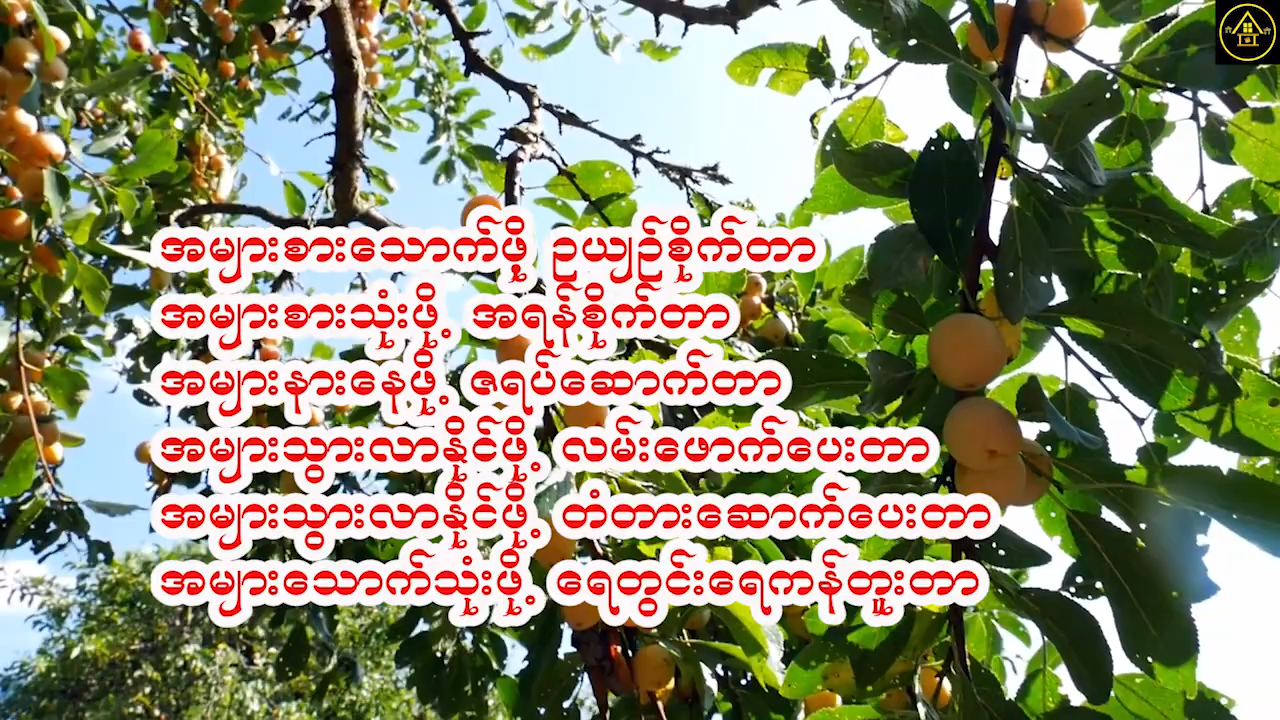 အများစားသောက်ဖို့ ဥယျဉ်စိုက်တာ
အများစားသုံးဖို့ အရန်စိုက်တာ
အများနားနေဖို့ ဇရပ်ဆောက်တာ
အများသွားလာနိုင်ဖို့ လမ်းဖောက်ပေးတာ
အများသွားလာနိုင်ဖို့ တံတားဆောက်ပေးတာ
အများသောက်သုံးဖို့ ရေတွင်းရေကန်တူးတာ